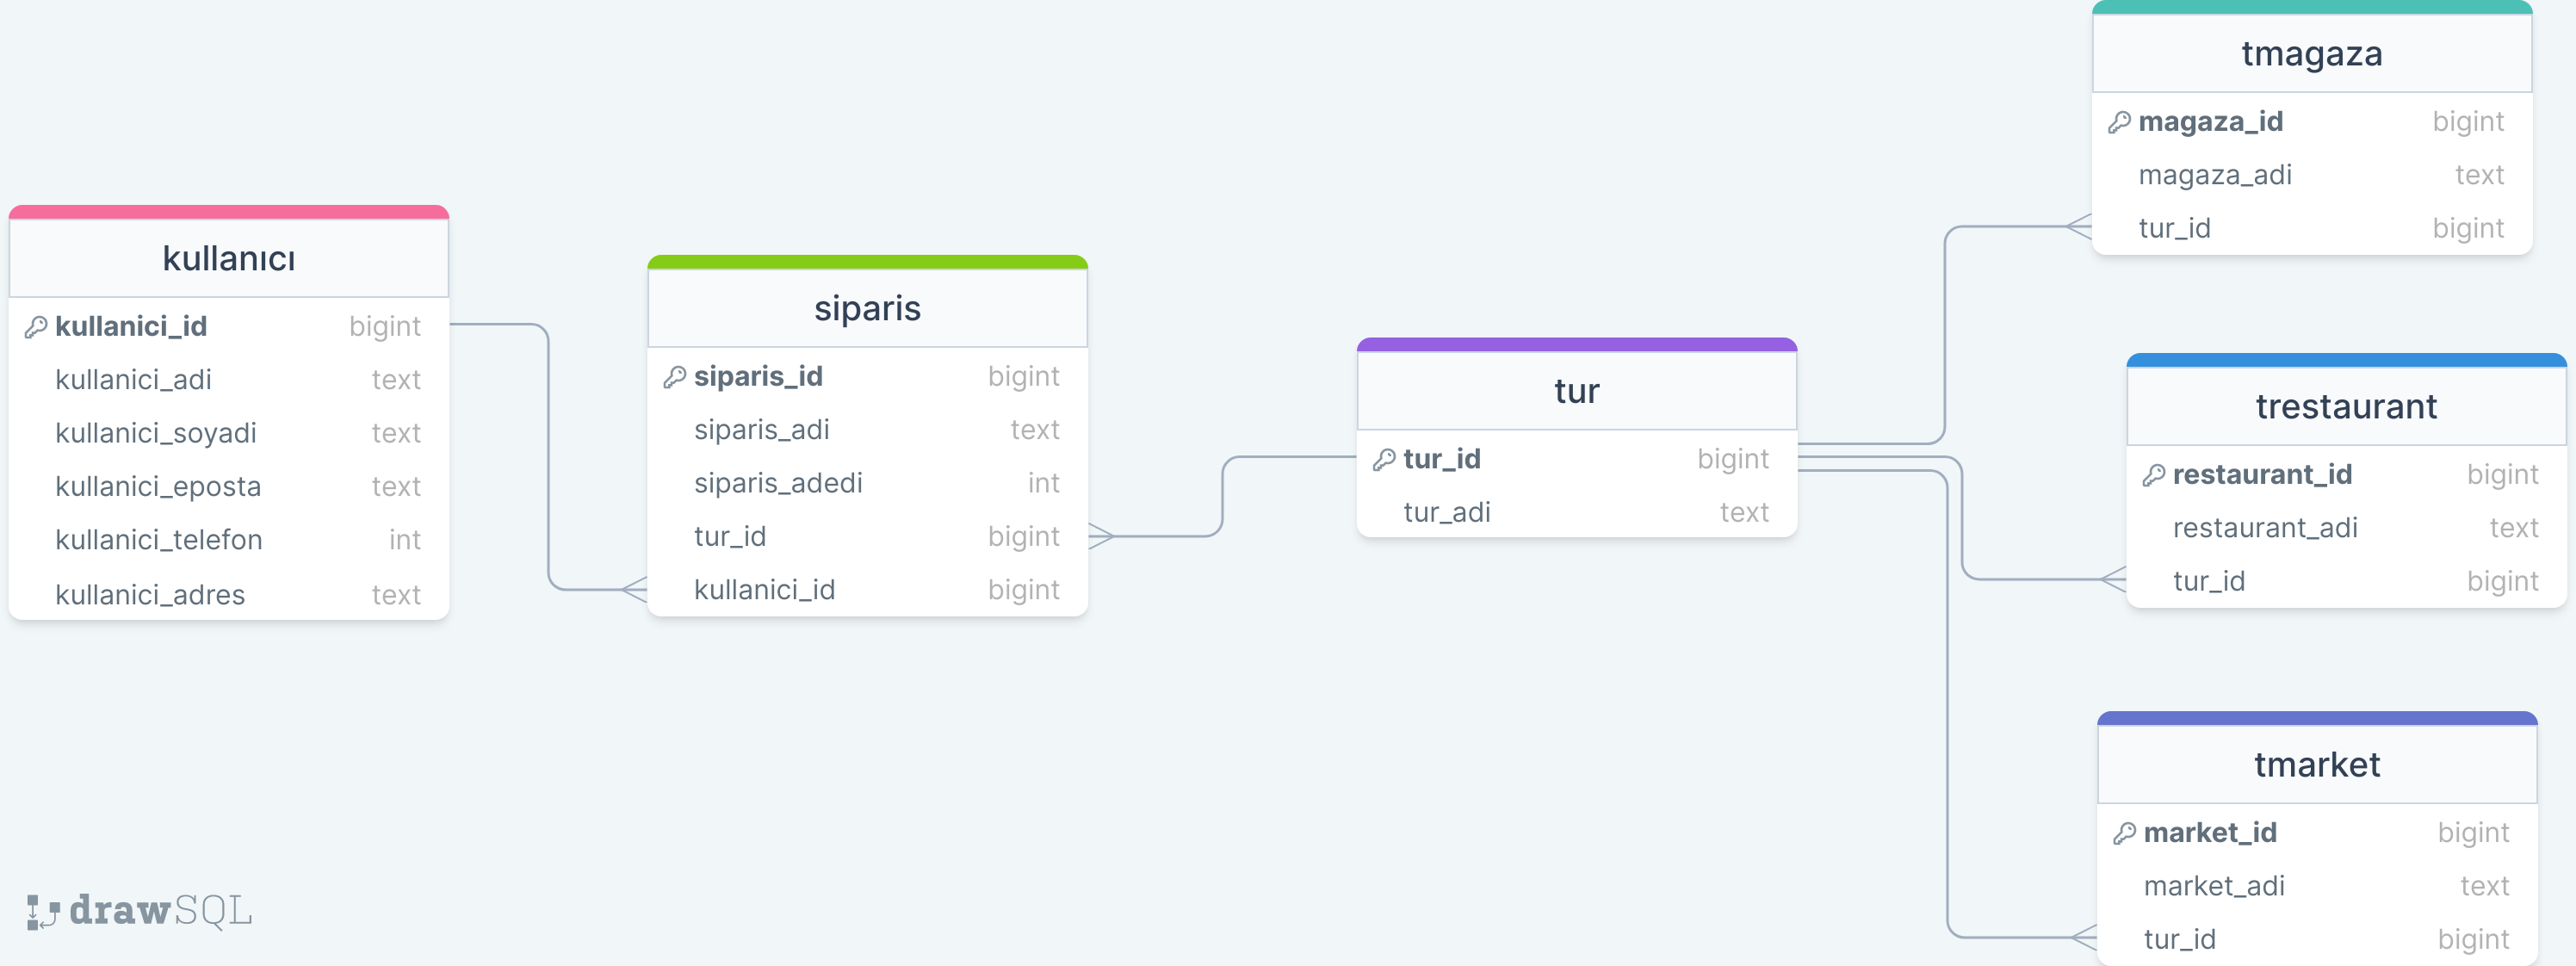 kullanıcı
kullanici_id bigint
kullanici_adi text
kullanici_soyadi text
kullanici_eposta text
kullanici_telefon int
kullanici_adres text
siparis
siparis_id bigint
siparis_adi text
siparis_adedi int
tur_id bigint
kullanici_id bigint
tur
tur_id bigint
tur_adi text
tmagaza
magaza_id bigint
magaza_adi text
tur_id bigint
trestaurant
restaurant_id bigint
restaurant_adi text
tur_id bigint
tmarket
market_id bigint
market_adi text
tur_id bigint
drawSQL